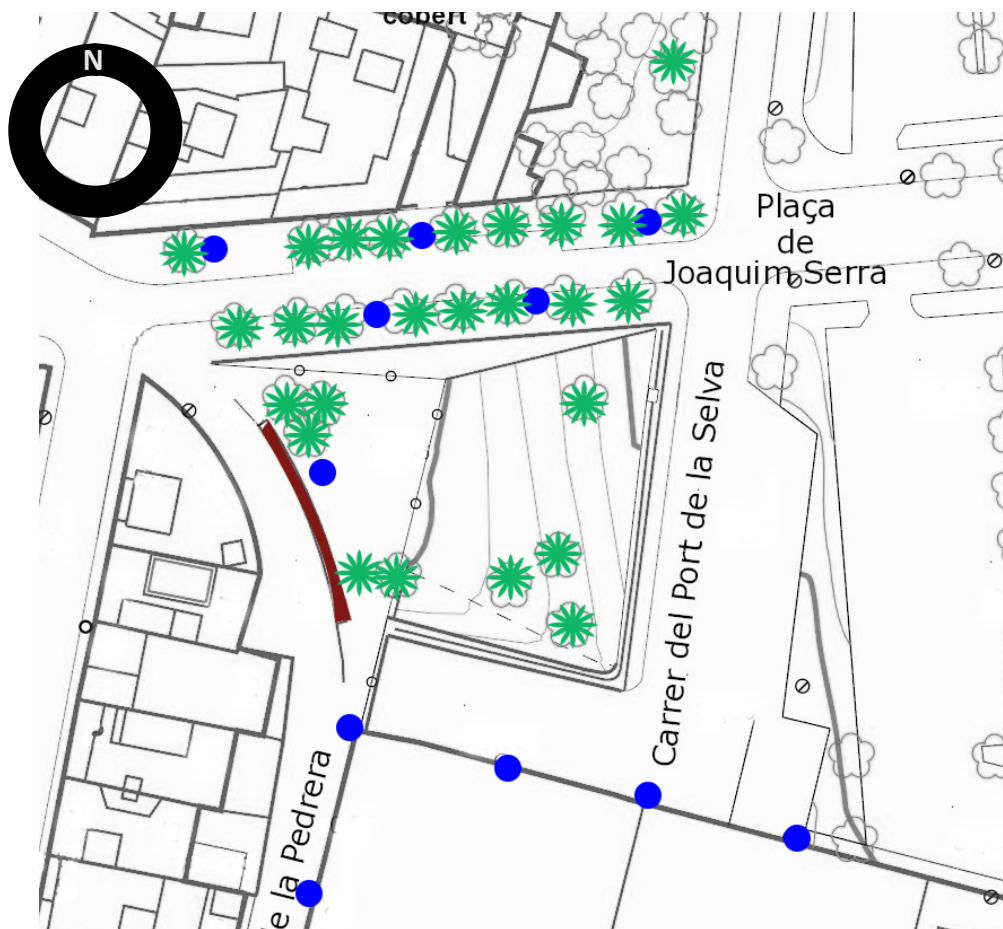 cobert
N
Plaça
de
Joaquim Serra
Carrer del Port de la Selva
e la Pedrera